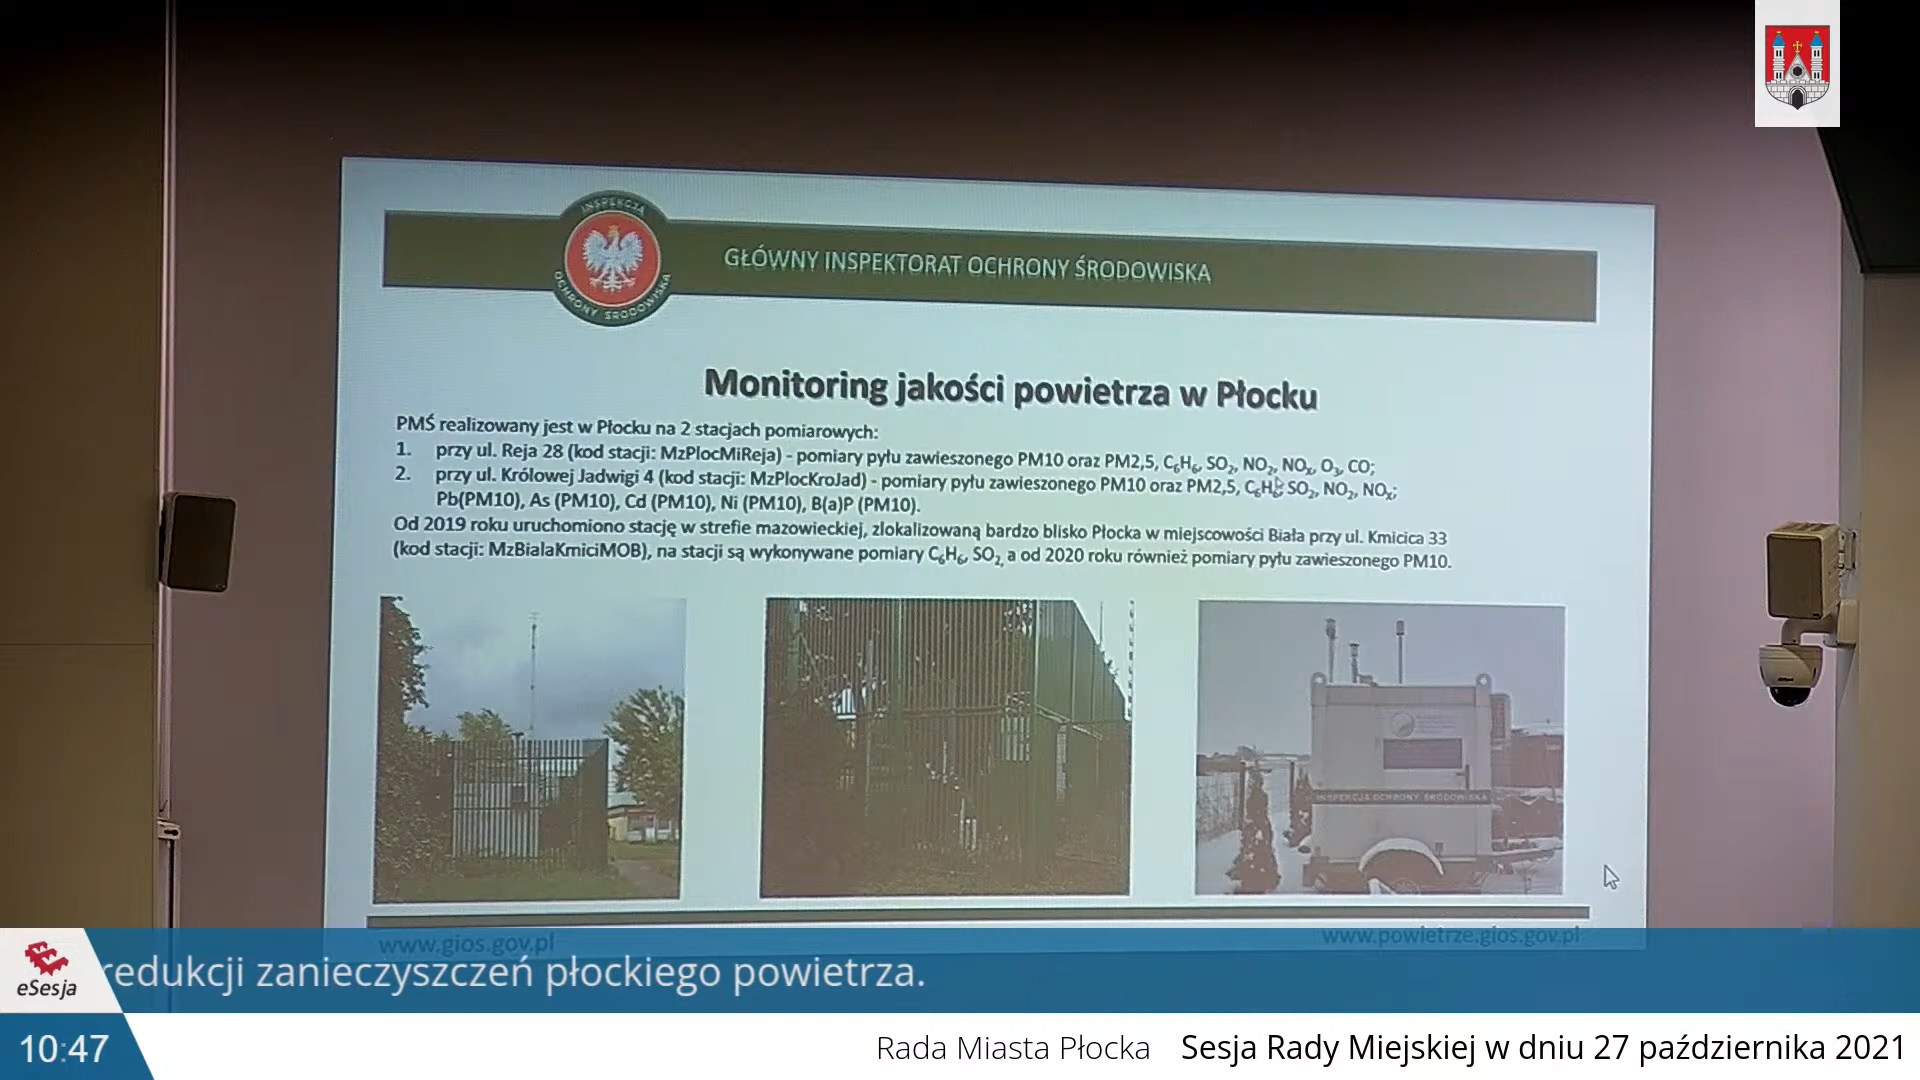 INSPEKCJA
OCHRONY ŚRODOWISKA
GŁÓWNY INSPEKTORAT OCHRONY ŚRODOWISKA
Monitoring jakości powietrza w Płocku
PMŚ realizowany jest w Płocku na 2 stacjach pomiarowych:
1. przy ul. Reja 28 (kod stacji: MzPlocMiReja) - pomiary pyłu zawieszonego PM10 oraz PM2,5, C₆H₆, SO₂, NO₂, NOₓ, O₃, CO;
2. przy ul. Królowej Jadwigi 4 (kod stacji: MzPlocKroJad) - pomiary pyłu zawieszonego PM10 oraz PM2,5, C₆H₆, SO₂, NO₂, NOₓ;
Pb(PM10), As (PM10), Cd (PM10), Ni (PM10), B(a)P (PM10).
Od 2019 roku uruchomiono stację w strefie mazowieckiej, zlokalizowaną bardzo blisko Płocka w miejscowości Biała przy ul. Kmicica 33
(kod stacji: MzBialaKmiciMOB), na stacji są wykonywane pomiary C₆H₆, SO₂, a od 2020 roku również pomiary pyłu zawieszonego PM10.
INSPEKCJA OCHRONY ŚRODOWISKA
www.gios.gov.pl
www.powietrze.gios.gov.pl
eSesja
redukcji zanieczyszczeń płockiego powietrza.
10:47
Rada Miasta Płocka Sesja Rady Miejskiej w dniu 27 października 2021